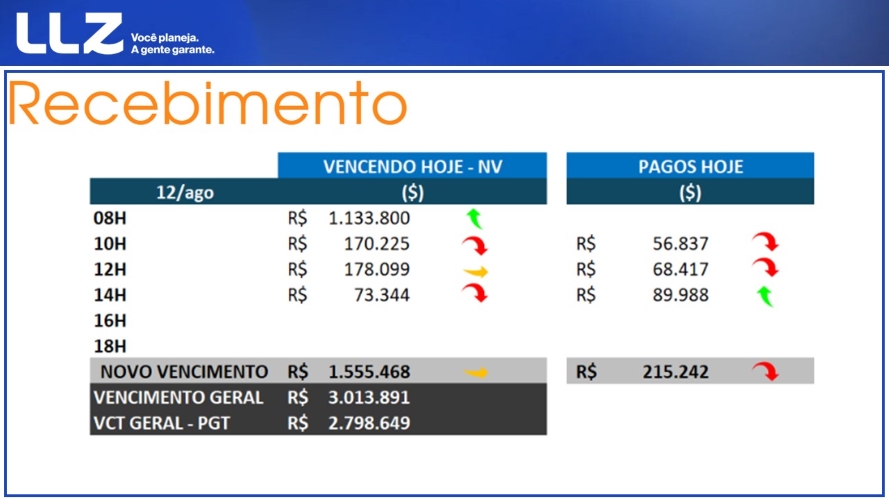 LLZ
Você planeja.
A gente garante.
Recebimento
VENCENDO HOJE - NV PAGOS HOJE
12/ago ($) ($)
08H R$ 1.133.800
10H R$ 170.225 R$ 56.837
12H R$ 178.099 R$ 68.417
14H R$ 73.344 R$ 89.988
16H
18H
NOVO VENCIMENTO R$ 1.555.468 R$ 215.242
VENCIMENTO GERAL R$ 3.013.891
VCT GERAL - PGT R$ 2.798.649